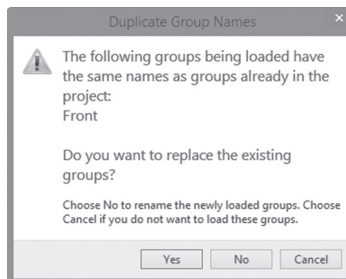 Duplicate Group Names
The following groups being loaded have
the same names as groups already in the
project:
Front
Do you want to replace the existing
groups?
Choose No to rename the newly loaded groups. Choose
Cancel if you do not want to load these groups.
Yes No Cancel